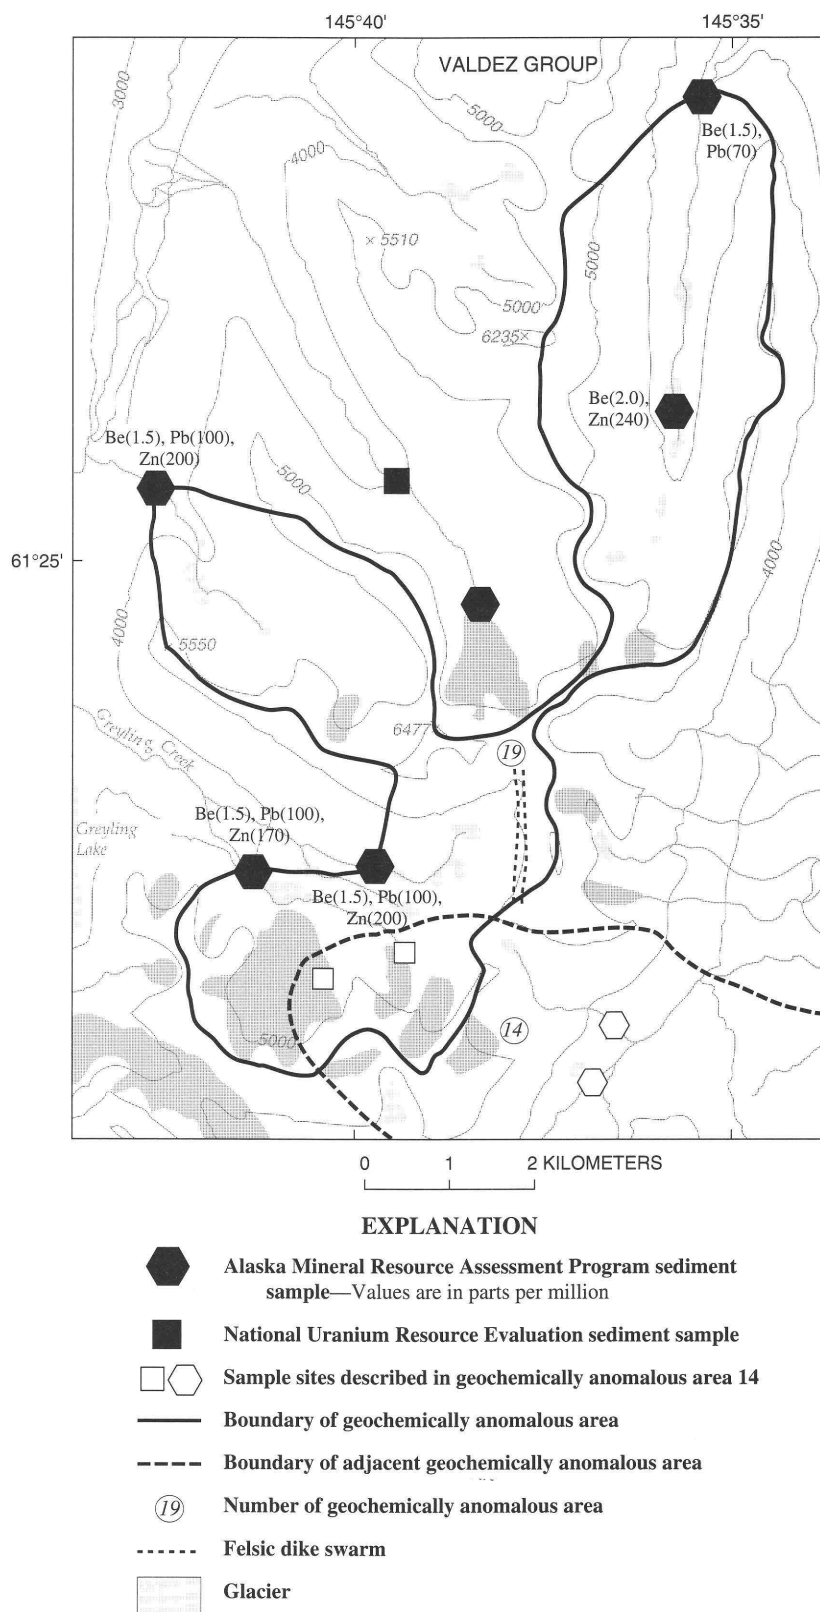 145°40'
145°35'
VALDEZ GROUP
3000
5000
4000
Be(1.5),
Pb(70)
× 5510
5000
5000
6235×
Be(2.0),
Zn(240)
Be(1.5), Pb(100),
Zn(200)
5000
61°25'
4000
4000
5550
6477
Greyling Creek
19
Be(1.5), Pb(100),
Zn(170)
Greyling
Lake
Be(1.5), Pb(100),
Zn(200)
5000
14
0 1 2 KILOMETERS
EXPLANATION
Alaska Mineral Resource Assessment Program sediment
sample—Values are in parts per million
National Uranium Resource Evaluation sediment sample
Sample sites described in geochemically anomalous area 14
Boundary of geochemically anomalous area
Boundary of adjacent geochemically anomalous area
19 Number of geochemically anomalous area
Felsic dike swarm
Glacier